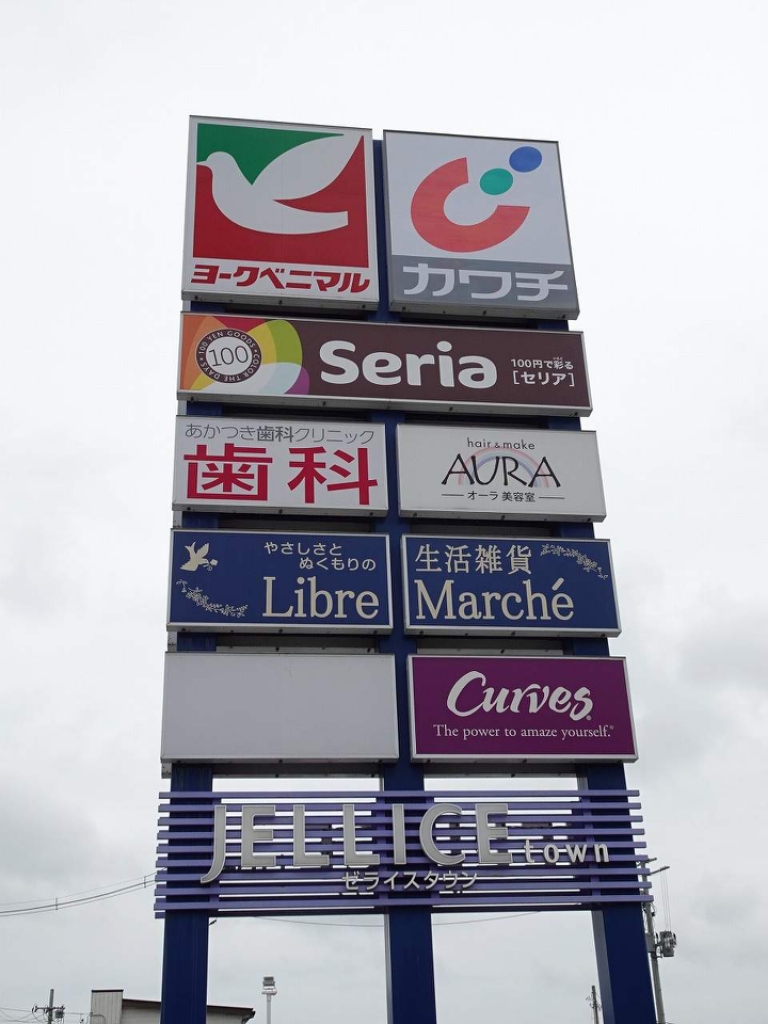 ヨークベニマル
カワチ
100 YEN GOODS • COLOR THE DAYS •
100
Seria
100円で彩る
[セリア]
あかつき歯科クリニック
歯科
hair & make
AURA
オーラ 美容室
やさしさと
ぬくもりの
Libre
生活雑貨
Marché
Curves®
The power to amaze yourself.®
JELLICE town
ゼライスタウン